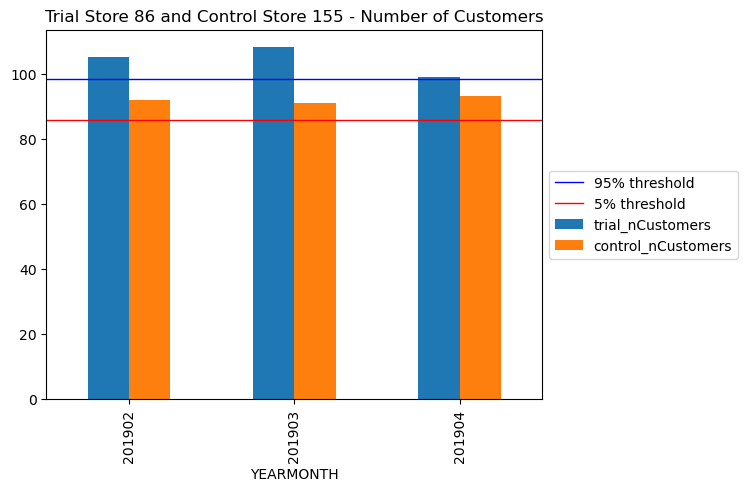 Trial Store 86 and Control Store 155 - Number of Customers
100
80
60
40
20
0
201902
201903
201904
YEARMONTH
95% threshold
5% threshold
trial_nCustomers
control_nCustomers